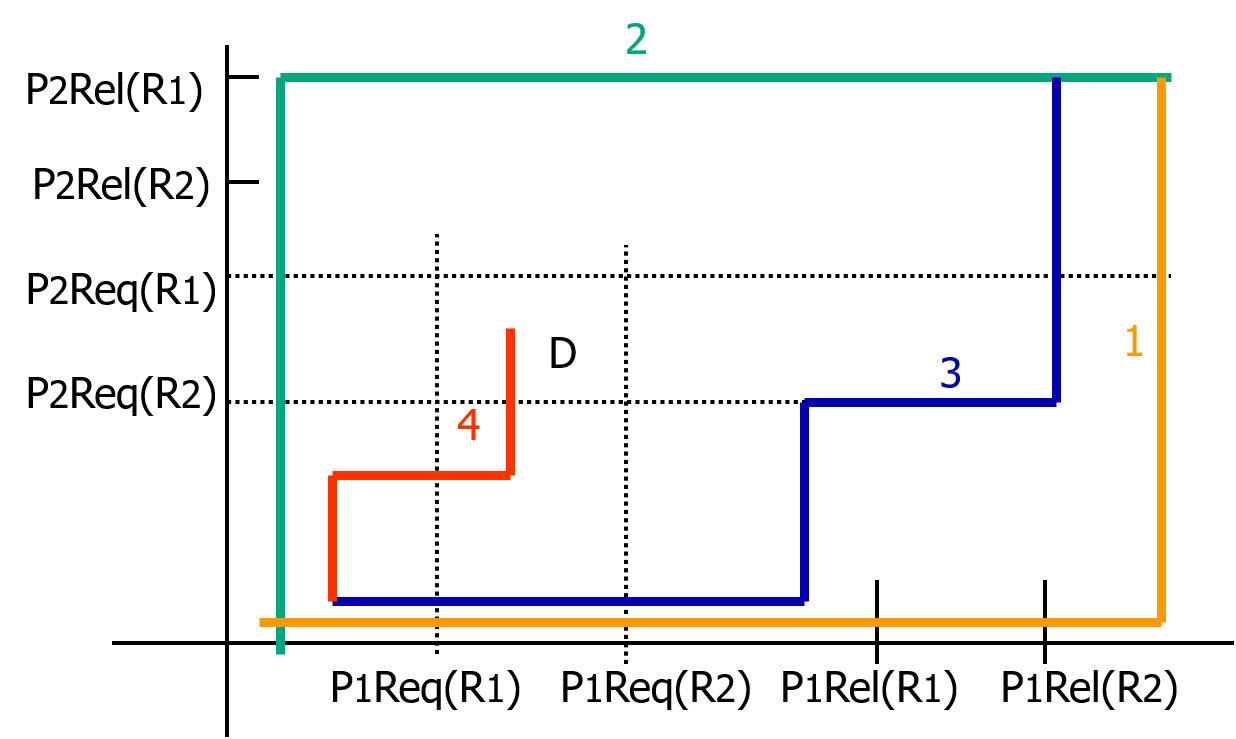 2
P2Rel(R1)
P2Rel(R2)
P2Req(R1)
1
D
3
P2Req(R2)
4
P1Req(R1) P1Req(R2) P1Rel(R1) P1Rel(R2)